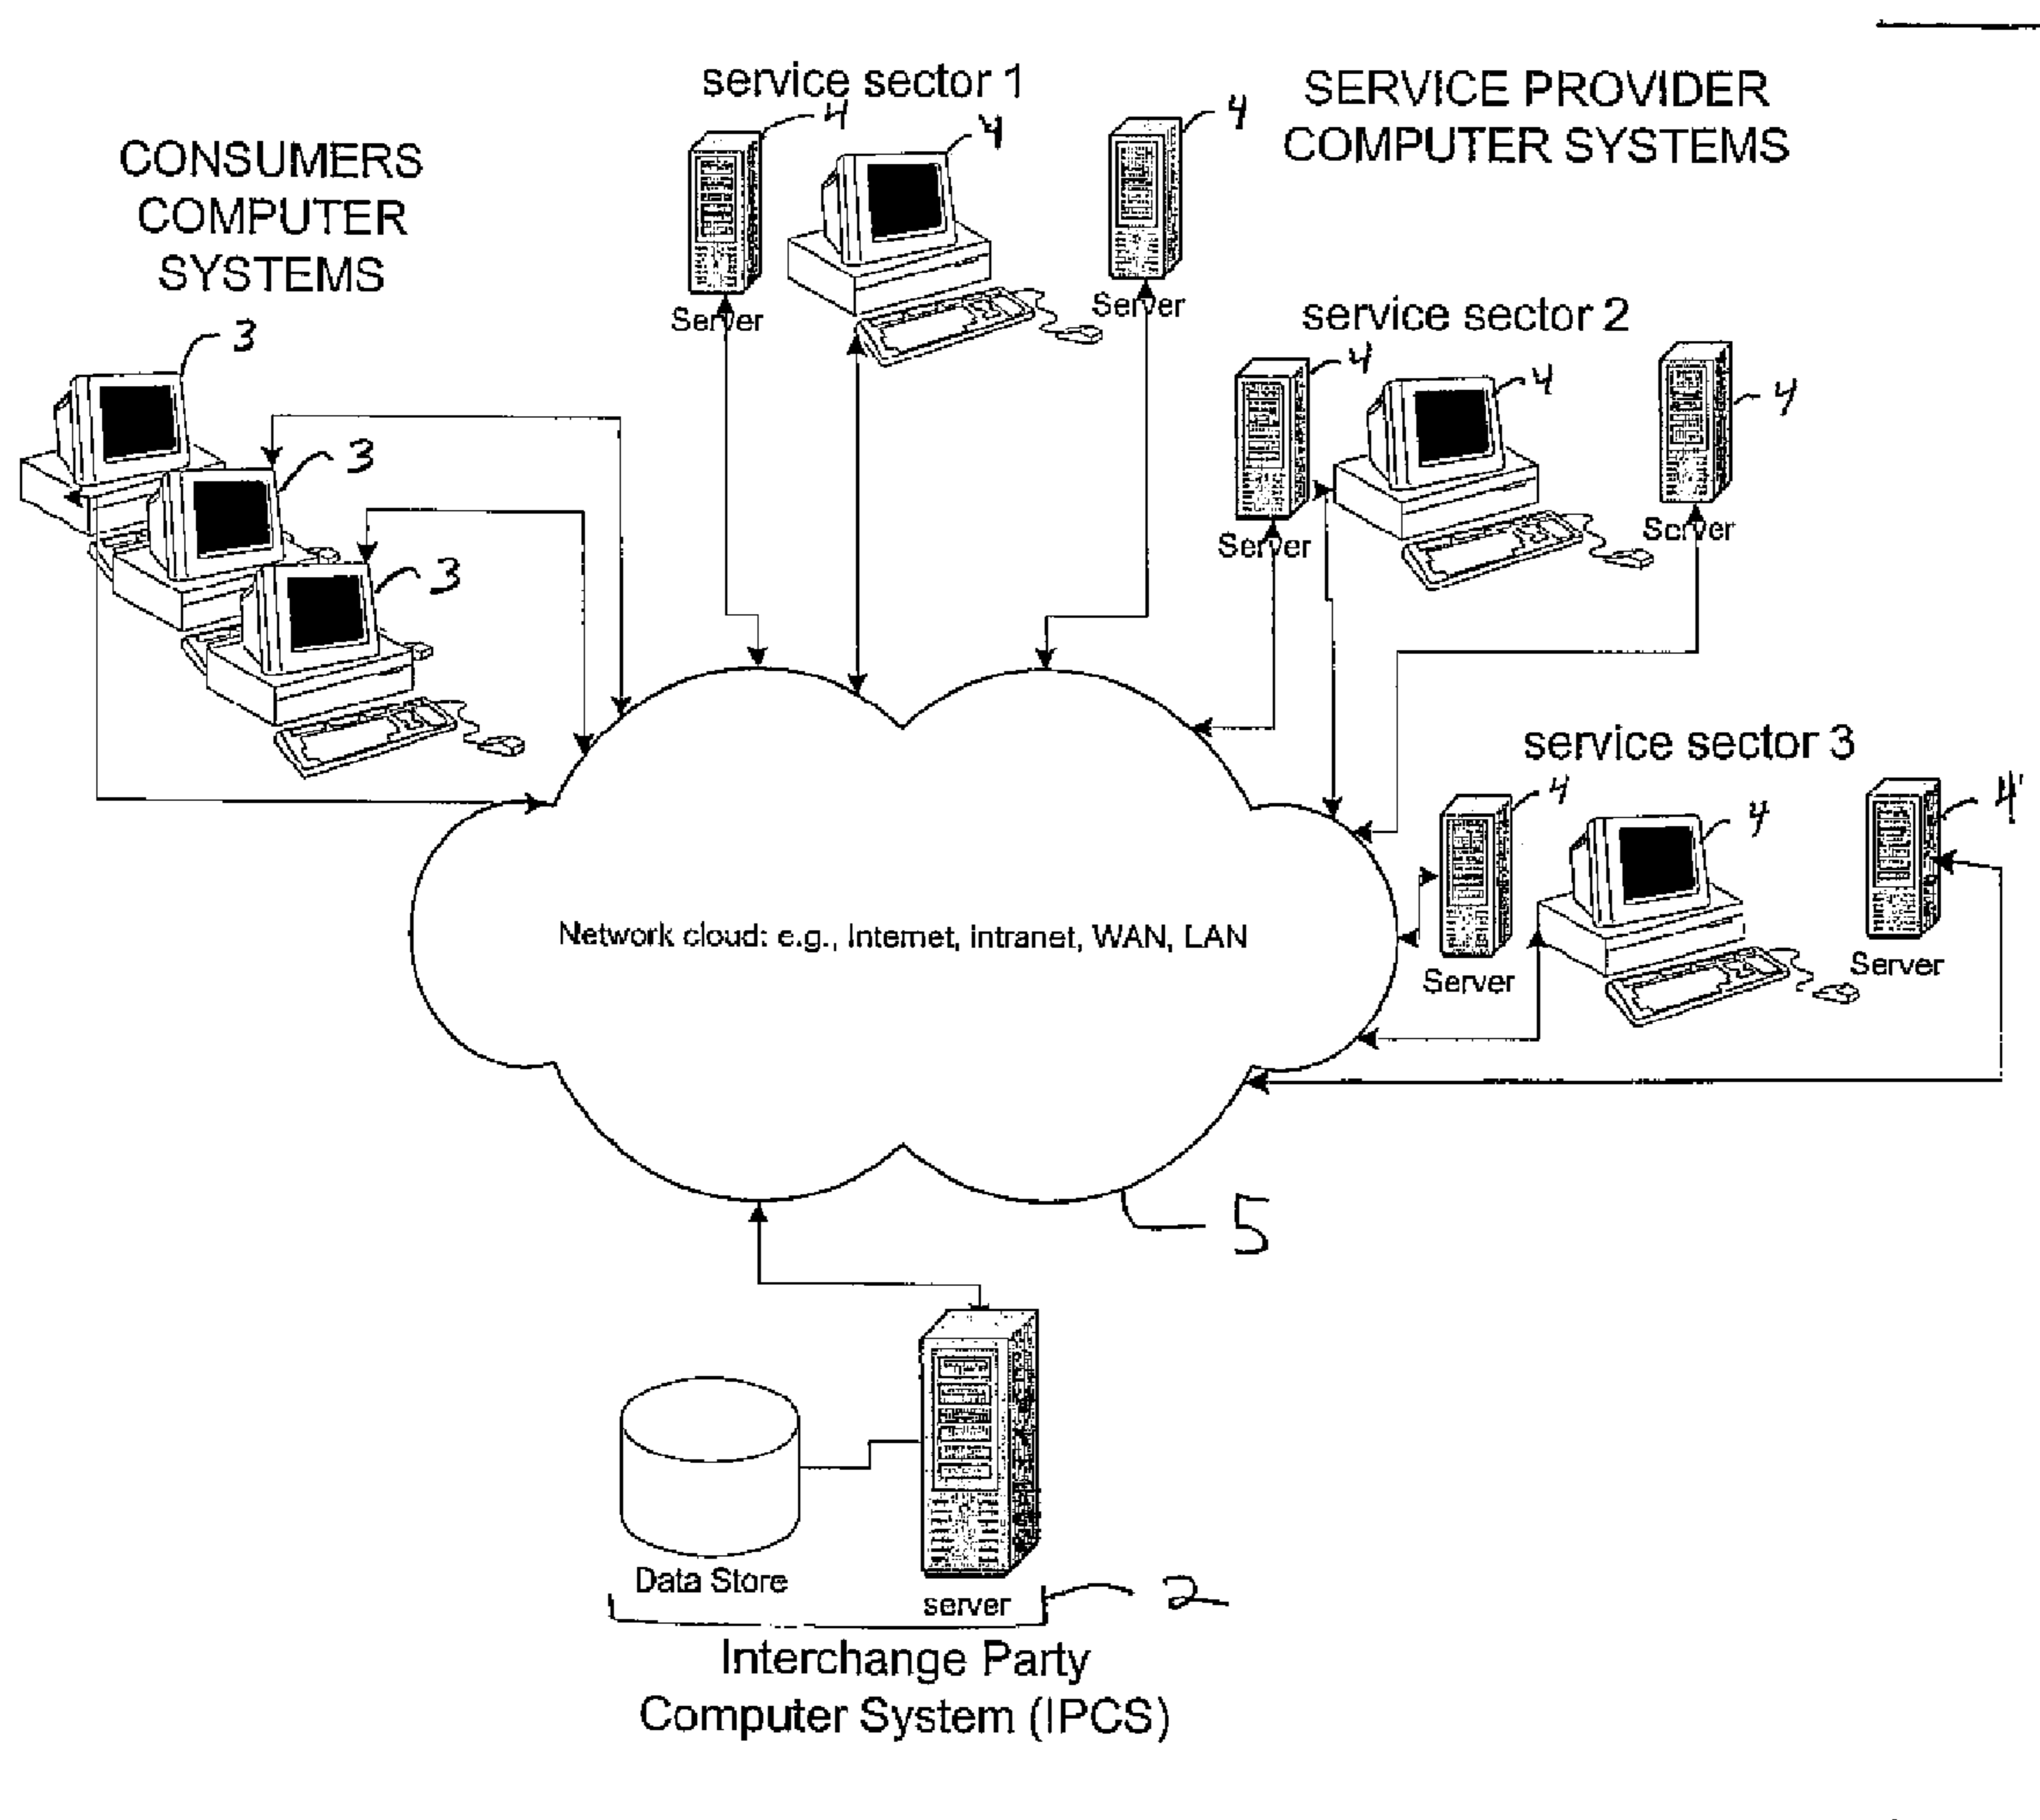 service sector 1
SERVICE PROVIDER
COMPUTER SYSTEMS
CONSUMERS
COMPUTER
SYSTEMS
4
4
4
Server
Server
service sector 2
3
3
3
4
4
4
Server
Server
service sector 3
4
4
4'
Server
Server
Network cloud: e.g., Internet, intranet, WAN, LAN
5
Data Store
server
2
Interchange Party
Computer System (IPCS)